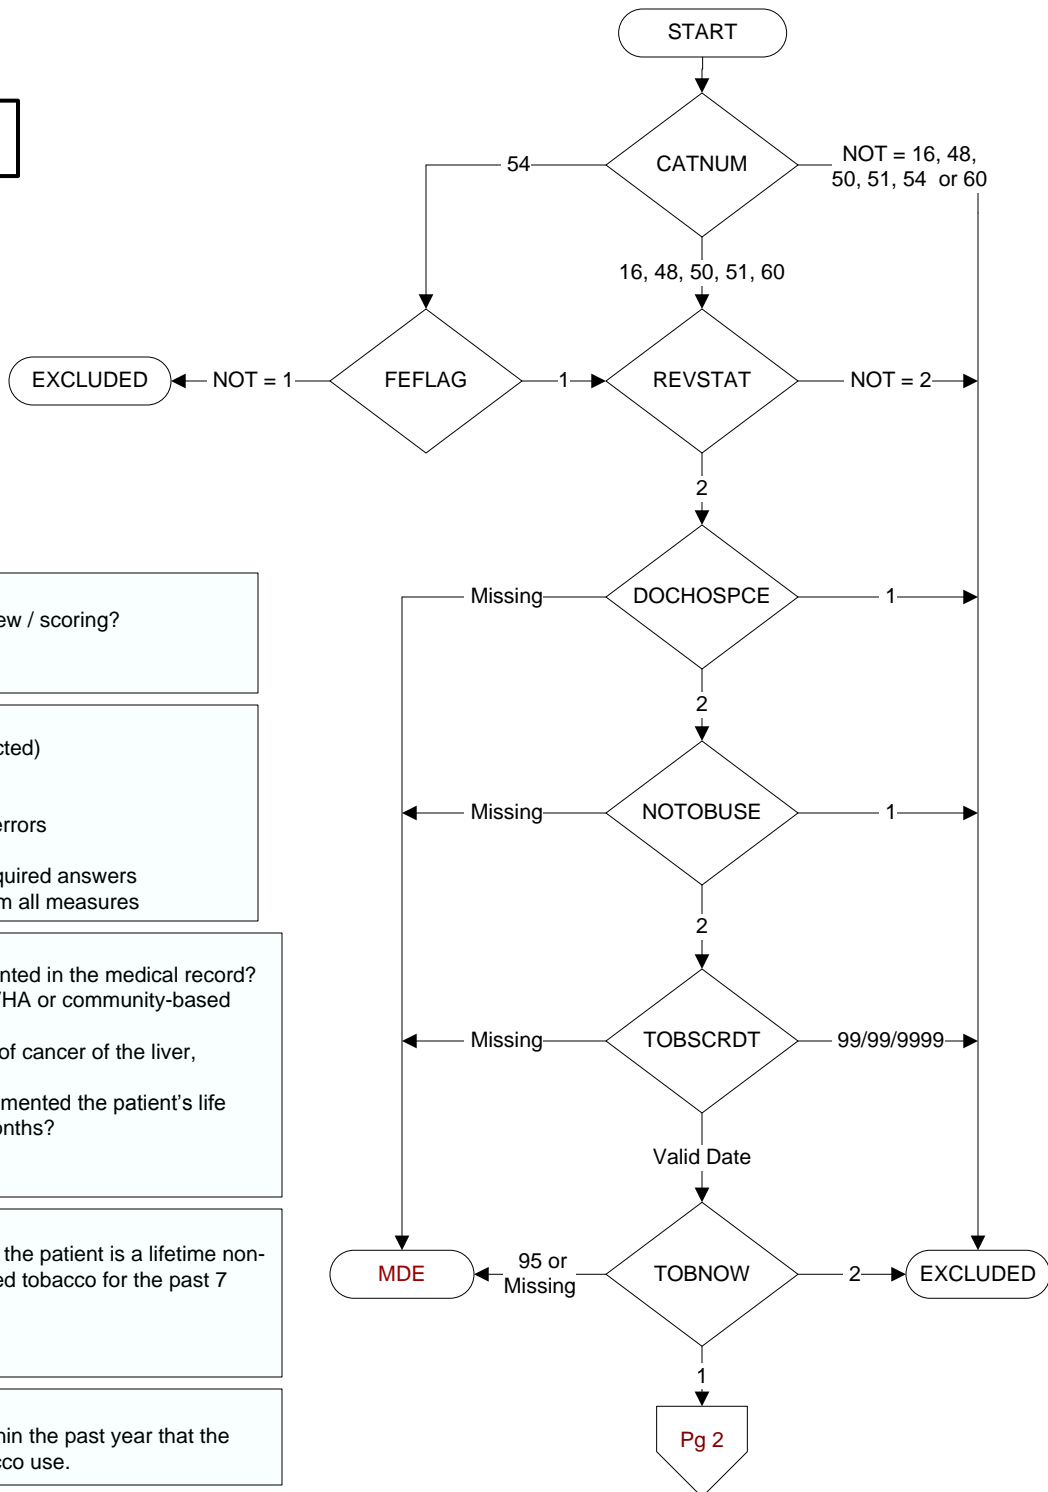 START
CATNUM
54
NOT = 16, 48,
50, 51, 54 or 60
16, 48, 50, 51, 60
EXCLUDED
NOT = 1
FEFLAG
1
REVSTAT
NOT = 2
2
DOCHOSPCE
Missing
1
2
NOTOBUSE
Missing
1
2
TOBSCRDT
Missing
99/99/9999
Valid Date
MDE
95 or
Missing
TOBNOW
2
EXCLUDED
1
Pg 2
ew / scoring?
cted)
errors
quired answers
m all measures
nted in the medical record?
VHA or community-based
of cancer of the liver,
mented the patient's life
onths?
the patient is a lifetime non-
ed tobacco for the past 7
hin the past year that the
cco use.